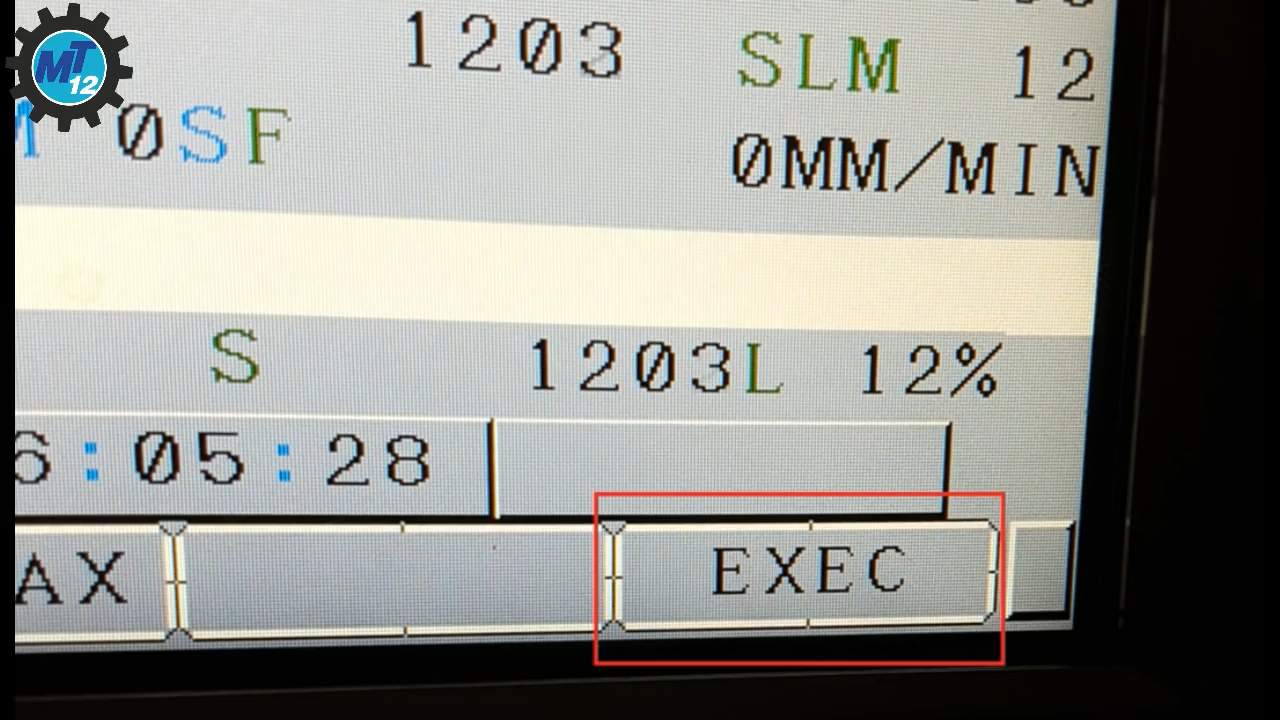 MT
12
1203 SLM 12
0SF 0MM/MIN
S 1203L 12%
6:05:28
AX EXEC